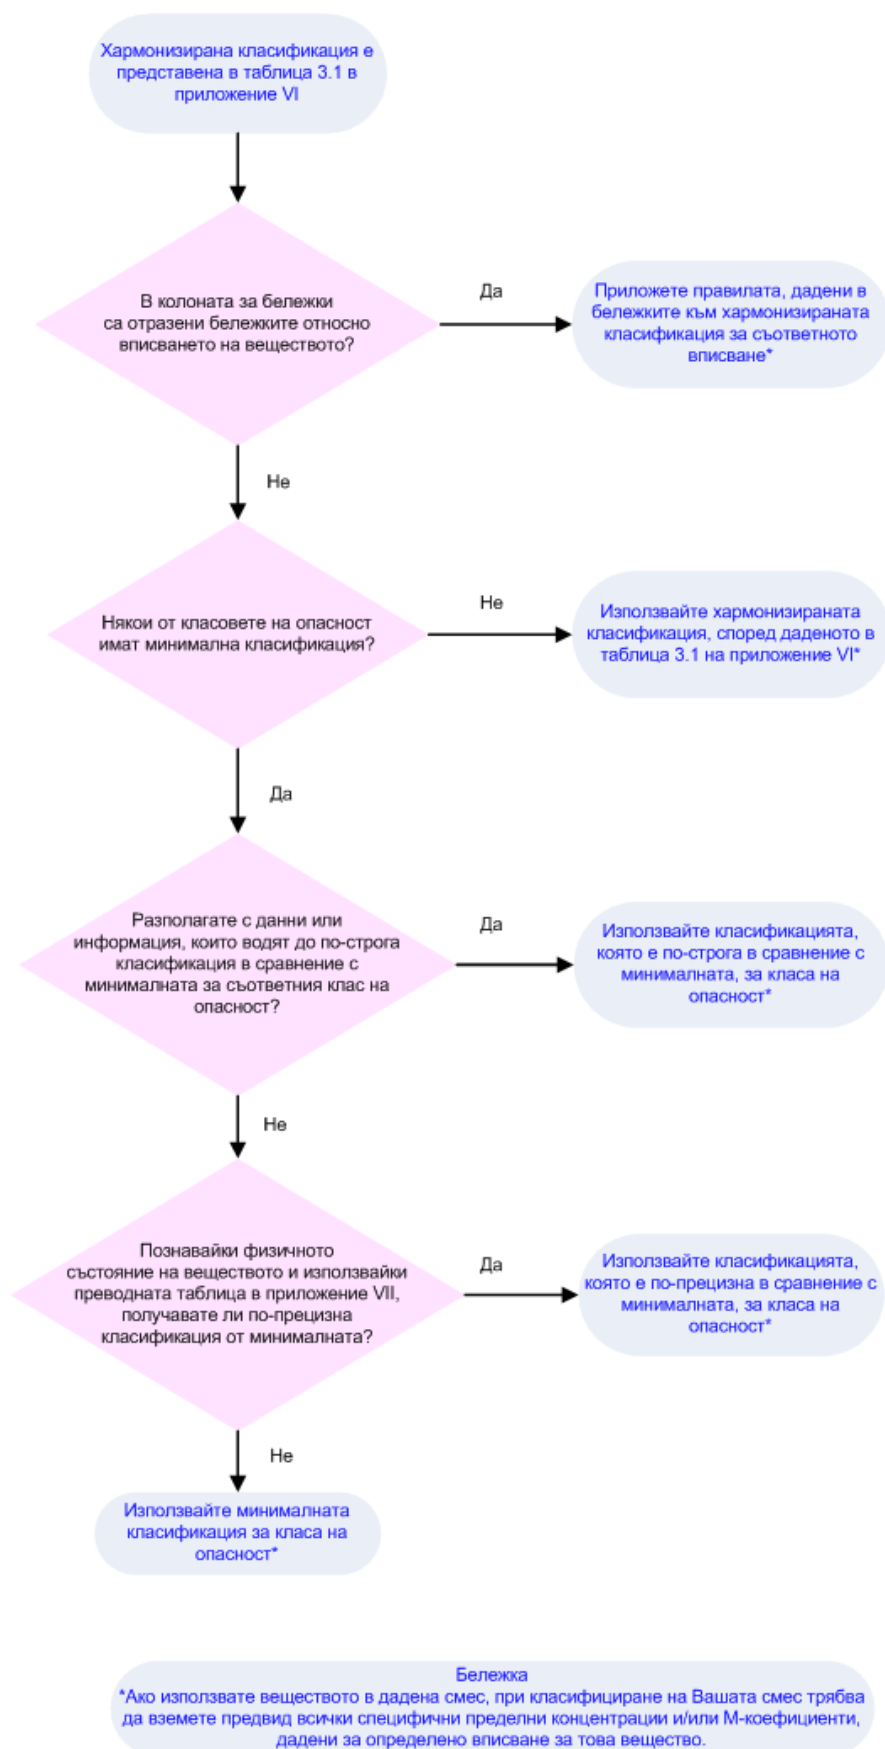 Хармонизирана класификация е
представена в таблица 3.1 в
приложение VI
В колоната за бележки
са отразени бележките относно
вписването на веществото?
Да
Приложете правилата, дадени в
бележките към хармонизираната
класификация за съответното
вписване*
Не
Някои от класовете на опасност
имат минимална класификация?
Не
Използвайте хармонизираната
класификация, според даденото в
таблица 3.1 на приложение VI*
Да
Разполагате с данни или
информация, които водят до по-строга
класификация в сравнение с
минималната за съответния клас на
опасност?
Да
Използвайте класификацията,
която е по-строга в сравнение с
минималната, за класа на
опасност*
Не
Познавайки физичното
състояние на веществото и използвайки
преводната таблица в приложение VII,
получавате ли по-прецизна
класификация от минималната?
Да
Използвайте класификацията,
която е по-прецизна в сравнение с
минималната, за класа на
опасност*
Не
Използвайте минималната
класификация за класа на
опасност*
Бележка
*Ако използвате веществото в дадена смес, при класифициране на Вашата смес трябва
да вземете предвид всички специфични пределни концентрации и/или М-коефициенти,
дадени за определено вписване за това вещество.